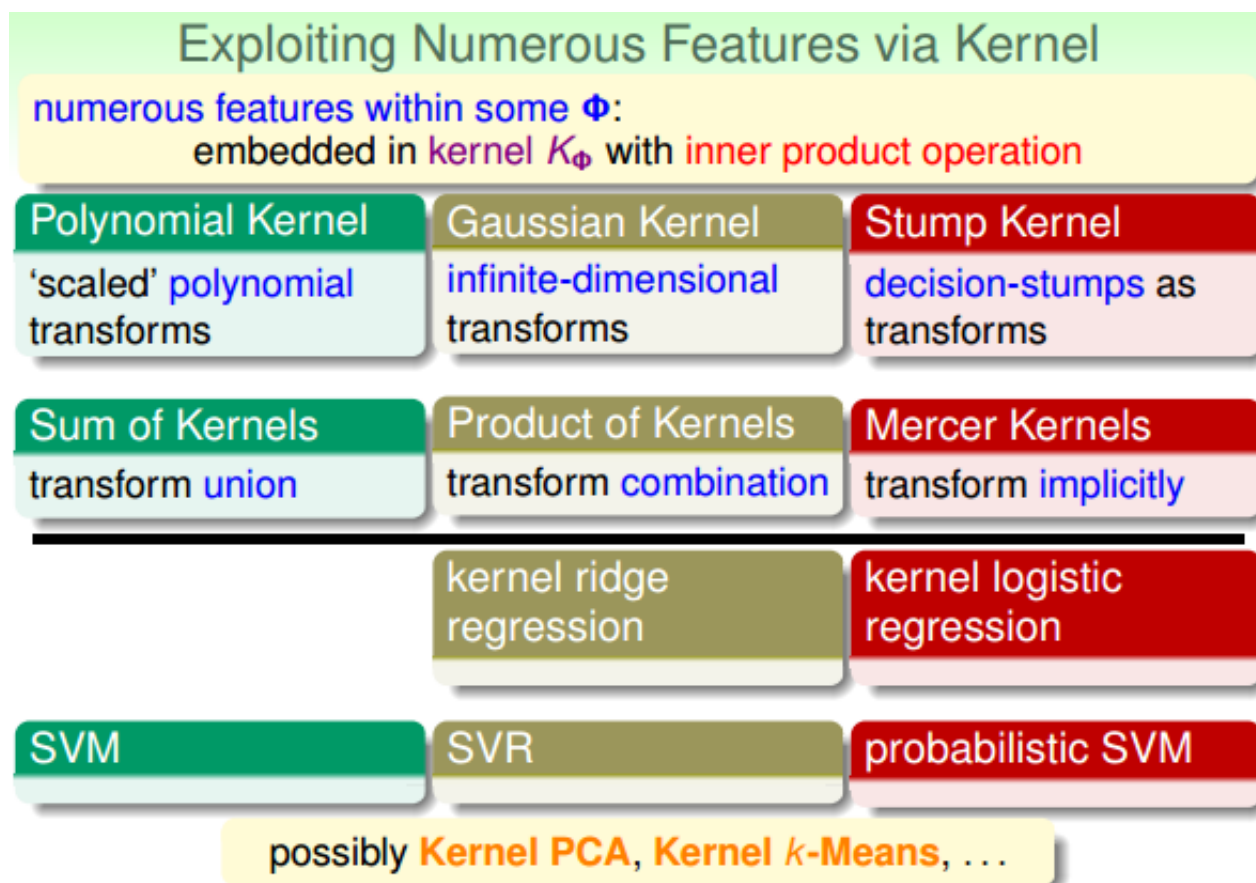 Exploiting Numerous Features via Kernel
numerous features within some Φ:
embedded in kernel K_Φ with inner product operation
Polynomial Kernel
‘scaled’ polynomial
transforms
Gaussian Kernel
infinite-dimensional
transforms
Stump Kernel
decision-stumps as
transforms
Sum of Kernels
transform union
Product of Kernels
transform combination
Mercer Kernels
transform implicitly
kernel ridge
regression
kernel logistic
regression
SVM
SVR
probabilistic SVM
possibly Kernel PCA, Kernel k-Means, . . .